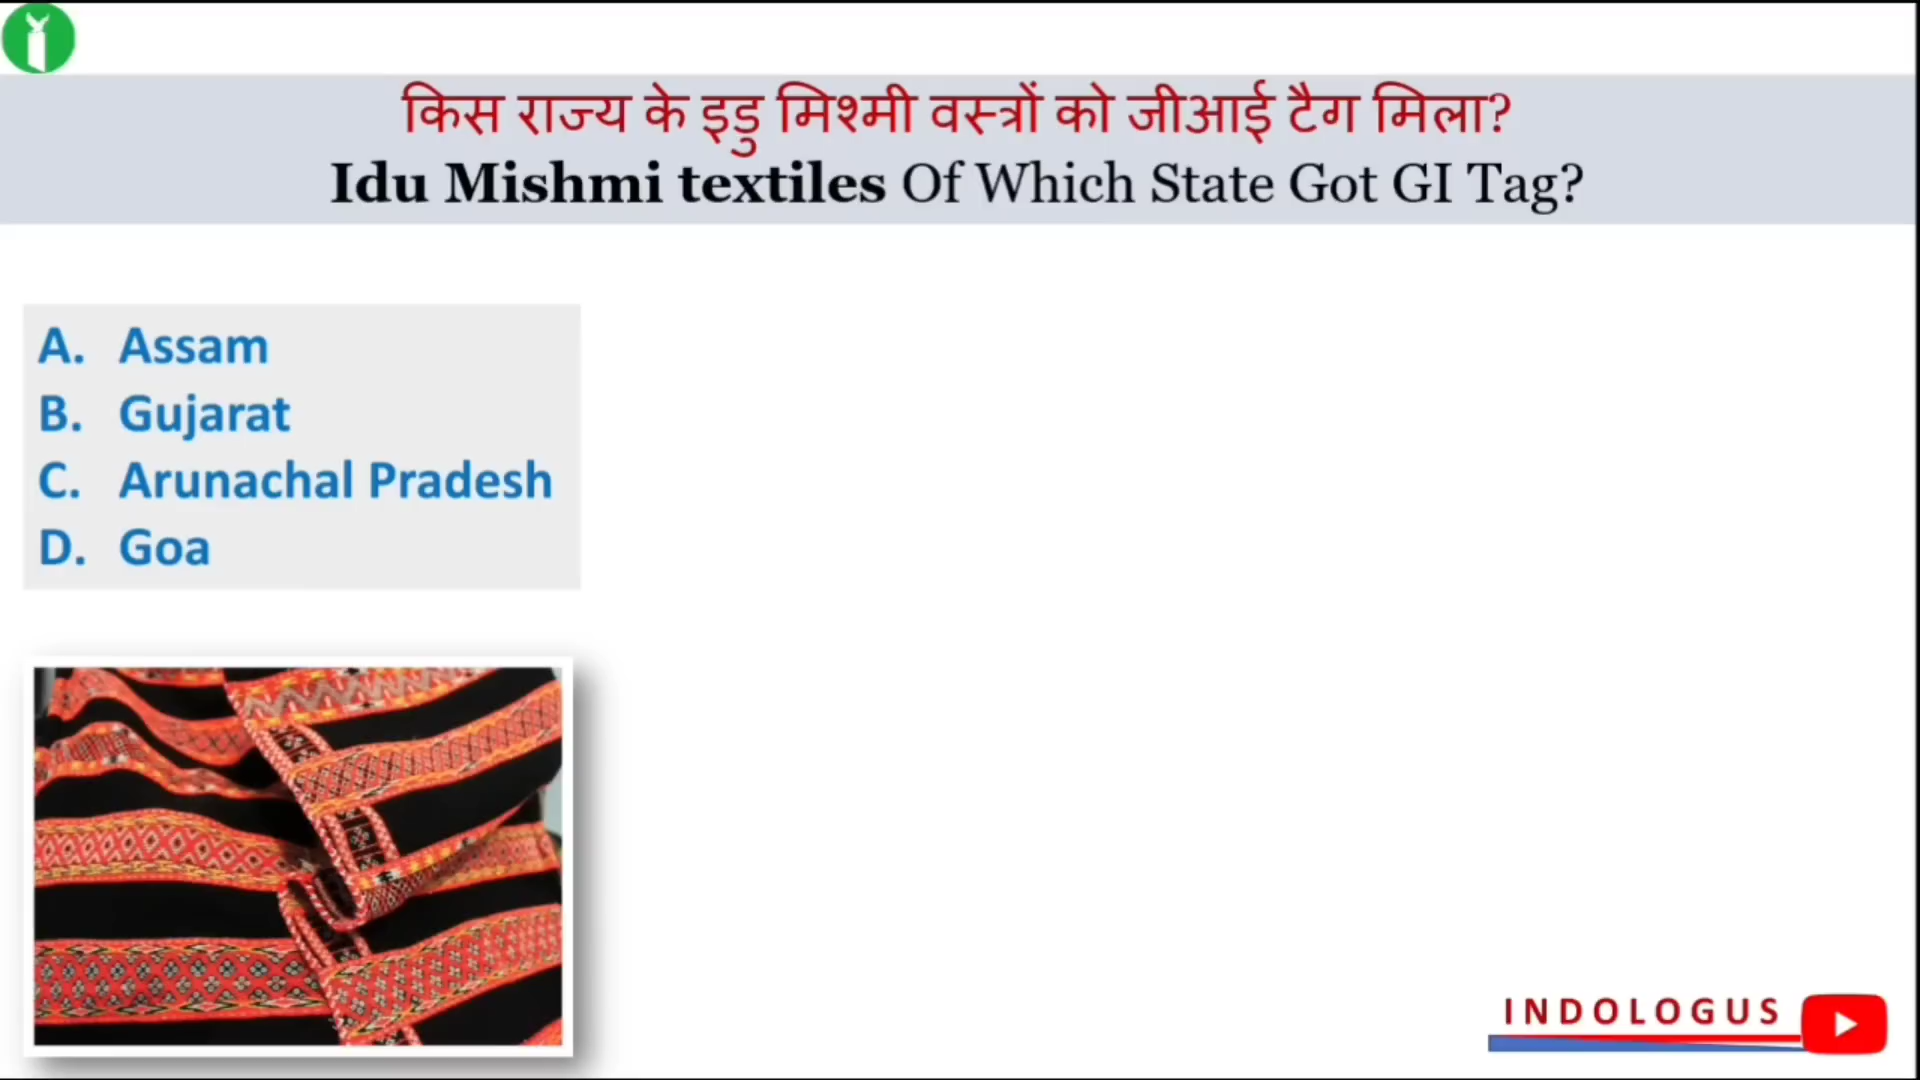 किस राज्य के इडु मिश्मी वस्त्रों को जीआई टैग मिला?
Idu Mishmi textiles Of Which State Got GI Tag?
A. Assam
B. Gujarat
C. Arunachal Pradesh
D. Goa
INDOLOGUS